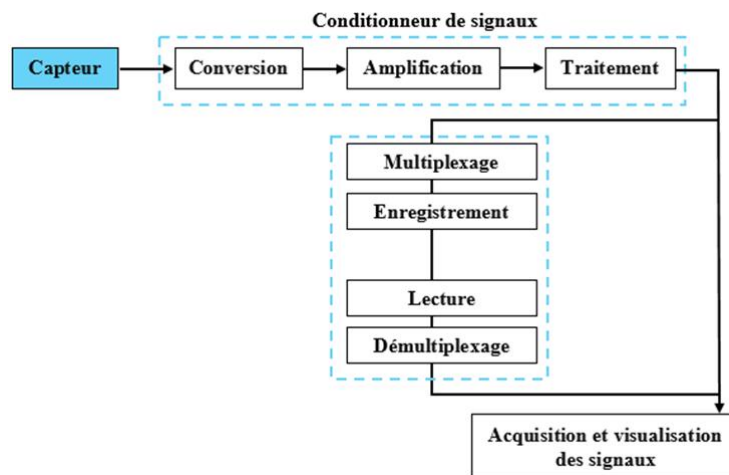 Conditionneur de signaux
Capteur
Conversion
Amplification
Traitement
Multiplexage
Enregistrement
Lecture
Démultiplexage
Acquisition et visualisation
des signaux